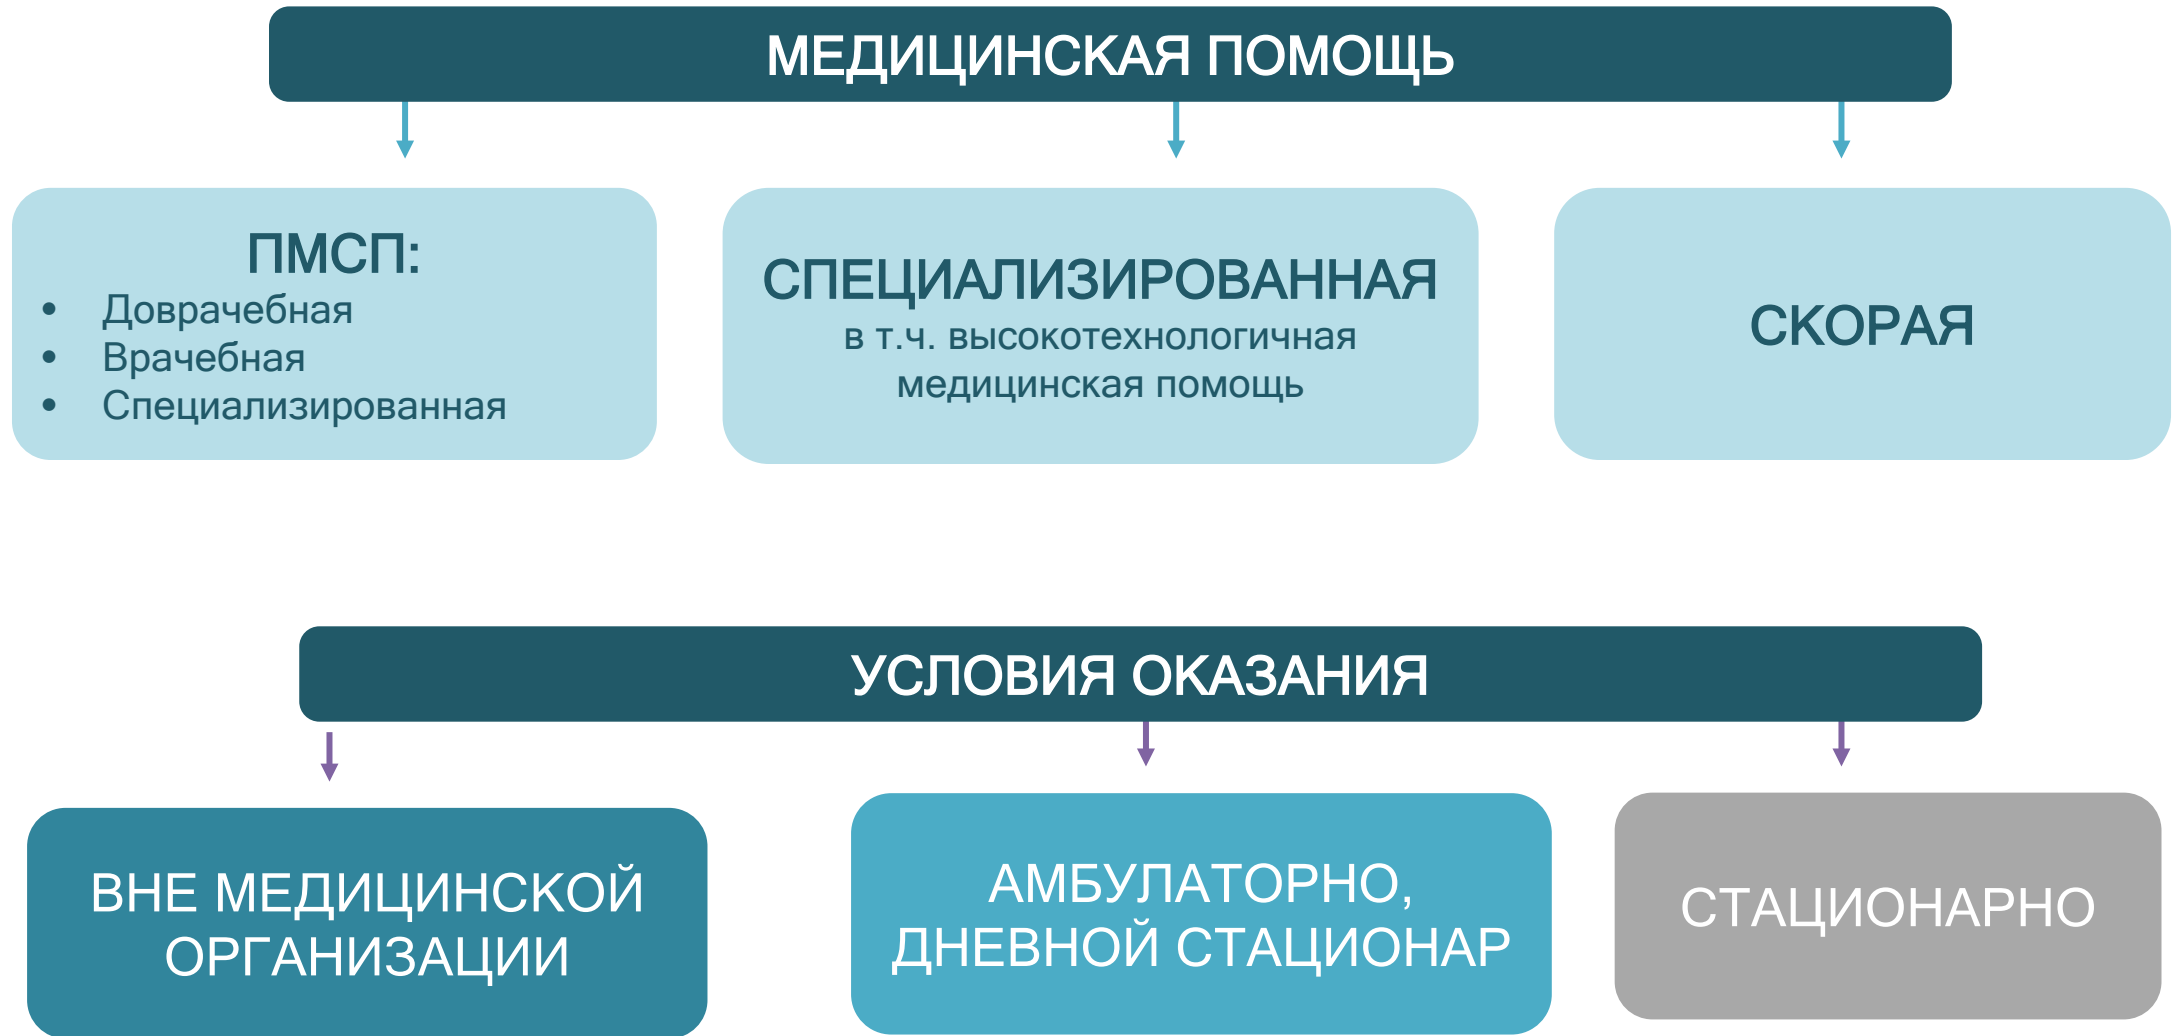 МЕДИЦИНСКАЯ ПОМОЩЬ
ПМСП:
• Доврачебная
• Врачебная
• Специализированная
СПЕЦИАЛИЗИРОВАННАЯ
в т.ч. высокотехнологичная
медицинская помощь
СКОРАЯ
УСЛОВИЯ ОКАЗАНИЯ
ВНЕ МЕДИЦИНСКОЙ
ОРГАНИЗАЦИИ
АМБУЛАТОРНО,
ДНЕВНОЙ СТАЦИОНАР
СТАЦИОНАРНО